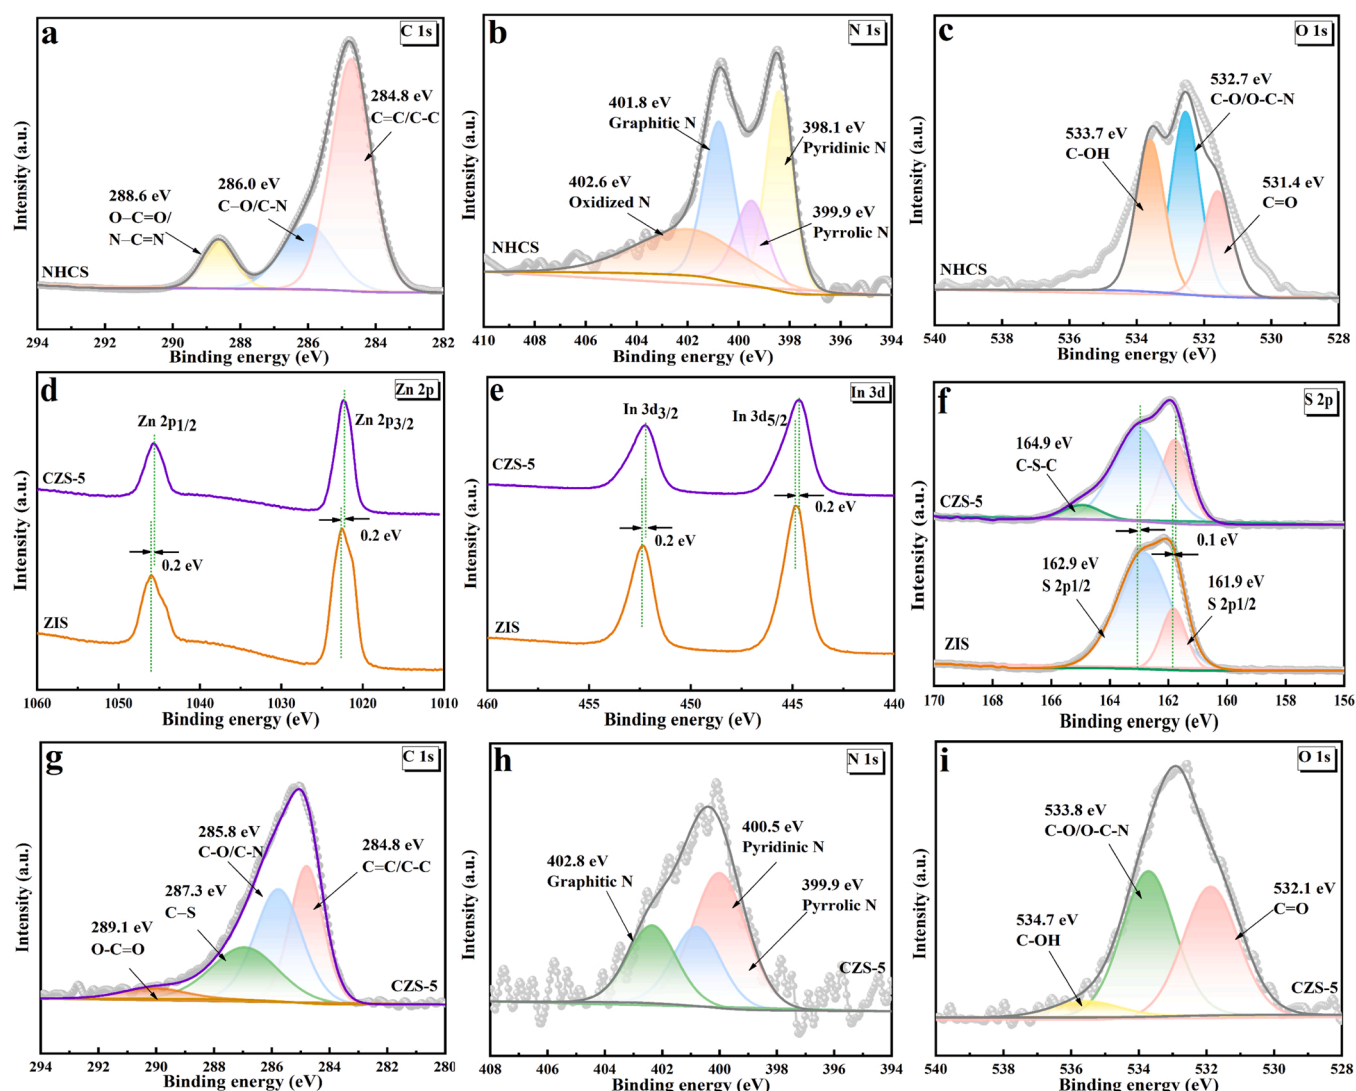 a
C 1s
284.8 eV
C=C/C-C
286.0 eV
C–O/C-N
288.6 eV
O–C=O/
N–C=N
NHCS
Intensity (a.u.)
294 292 290 288 286 284 282
Binding energy (eV)
b
N 1s
401.8 eV
Graphitic N
398.1 eV
Pyridinic N
402.6 eV
Oxidized N
399.9 eV
Pyrrolic N
NHCS
Intensity (a.u.)
410 408 406 404 402 400 398 396 394
Binding energy (eV)
c
O 1s
532.7 eV
C-O/O-C-N
533.7 eV
C-OH
531.4 eV
C=O
NHCS
Intensity (a.u.)
540 538 536 534 532 530 528
Binding energy (eV)
d
Zn 2p
Zn 2p1/2
Zn 2p3/2
CZS-5
0.2 eV
0.2 eV
ZIS
Intensity (a.u.)
1060 1050 1040 1030 1020 1010
Binding energy (eV)
e
In 3d
In 3d3/2
In 3d5/2
CZS-5
0.2 eV
0.2 eV
ZIS
Intensity (a.u.)
460 455 450 445 440
Binding energy (eV)
f
S 2p
164.9 eV
C-S-C
CZS-5
0.1 eV
162.9 eV
S 2p1/2
161.9 eV
S 2p1/2
ZIS
Intensity (a.u.)
170 168 166 164 162 160 158 156
Binding energy (eV)
g
C 1s
285.8 eV
C-O/C-N
284.8 eV
C=C/C-C
287.3 eV
C–S
289.1 eV
O-C=O
CZS-5
Intensity (a.u.)
294 292 290 288 286 284 282 280
Binding energy (eV)
h
N 1s
400.5 eV
Pyridinic N
402.8 eV
Graphitic N
399.9 eV
Pyrrolic N
CZS-5
Intensity (a.u.)
408 406 404 402 400 398 396 394
Binding energy (eV)
i
O 1s
533.8 eV
C-O/O-C-N
532.1 eV
C=O
534.7 eV
C-OH
CZS-5
Intensity (a.u.)
540 538 536 534 532 530 528
Binding energy (eV)